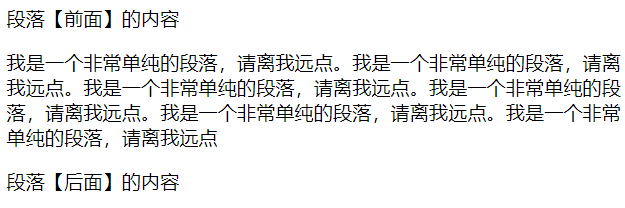 段落【前面】的内容
我是一个非常单纯的段落，请离我远点。我是一个非常单纯的段落，请离
我远点。我是一个非常单纯的段落，请离我远点。我是一个非常单纯的段
落，请离我远点。我是一个非常单纯的段落，请离我远点。我是一个非常
单纯的段落，请离我远点
段落【后面】的内容